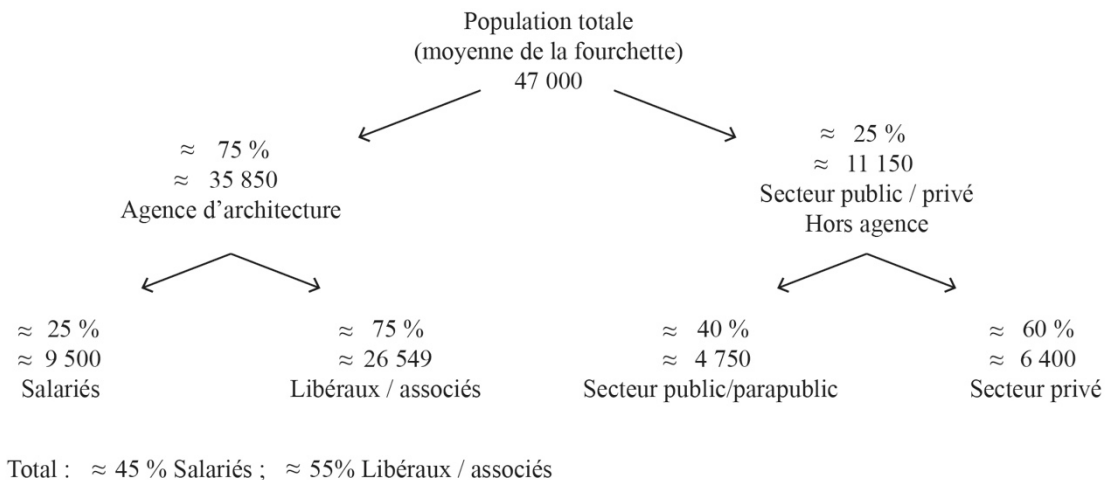 Population totale
(moyenne de la fourchette)
47 000
≈ 75 %
≈ 35 850
Agence d’architecture
≈ 25 %
≈ 11 150
Secteur public / privé
Hors agence
≈ 25 %
≈ 9 500
Salariés
≈ 75 %
≈ 26 549
Libéraux / associés
≈ 40 %
≈ 4 750
Secteur public/parapublic
≈ 60 %
≈ 6 400
Secteur privé
Total : ≈ 45 % Salariés ; ≈ 55% Libéraux / associés